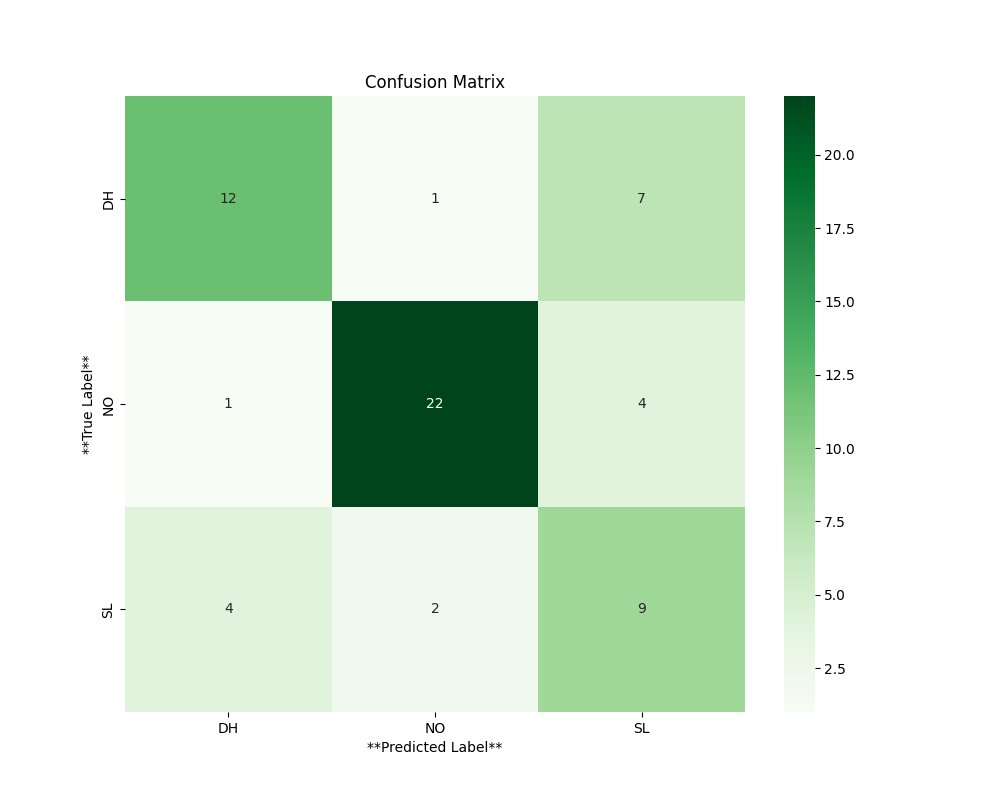 Confusion Matrix
DH 12 1 7
NO 1 22 4
SL 4 2 9
DH NO SL
**True Label**
**Predicted Label**
20.0
17.5
15.0
12.5
10.0
7.5
5.0
2.5